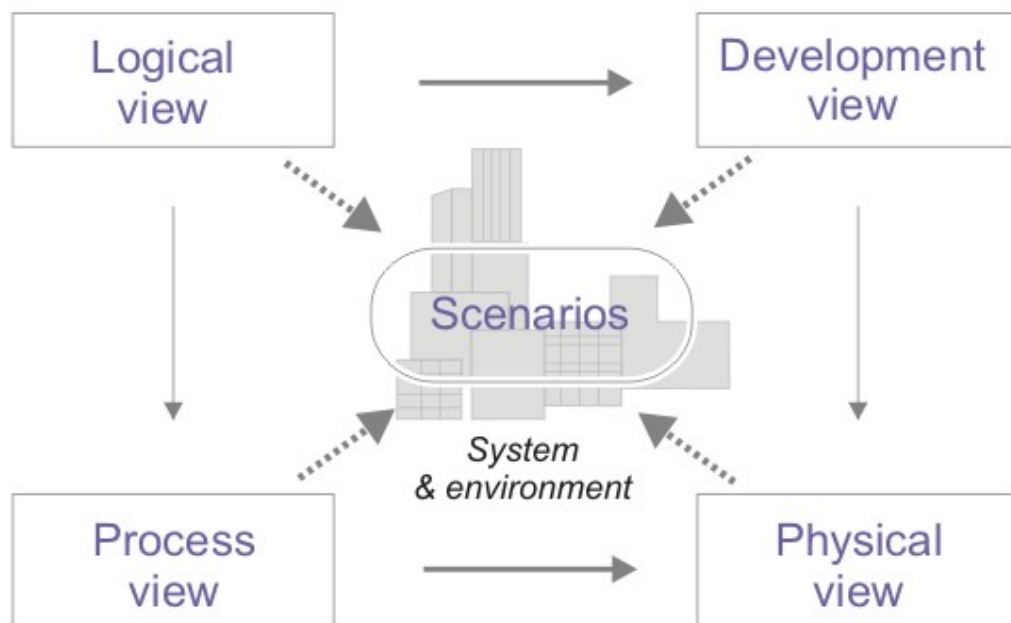 Logical
view
Development
view
Scenarios
System
& environment
Process
view
Physical
view